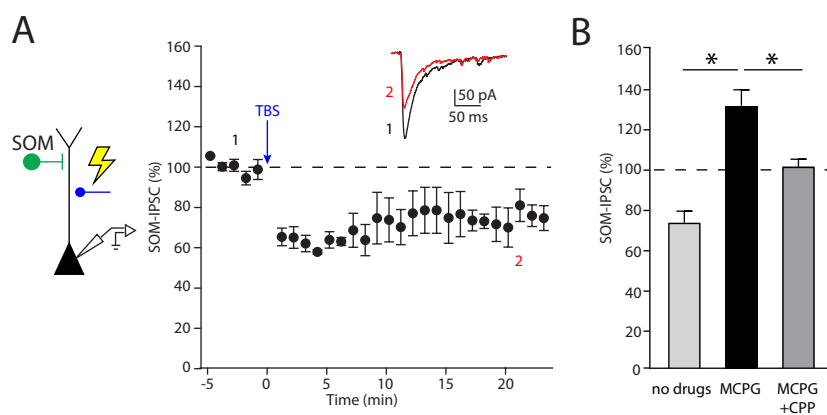 A
SOM
SOM-IPSC (%)
160
140
120
100
80
60
40
20
0
-5
0
5
10
15
20
Time (min)
1
TBS
2
2
1
50 pA
50 ms
B
SOM-IPSC (%)
160
140
120
100
80
60
40
20
0
*
*
no drugs
MCPG
MCPG
+CPP